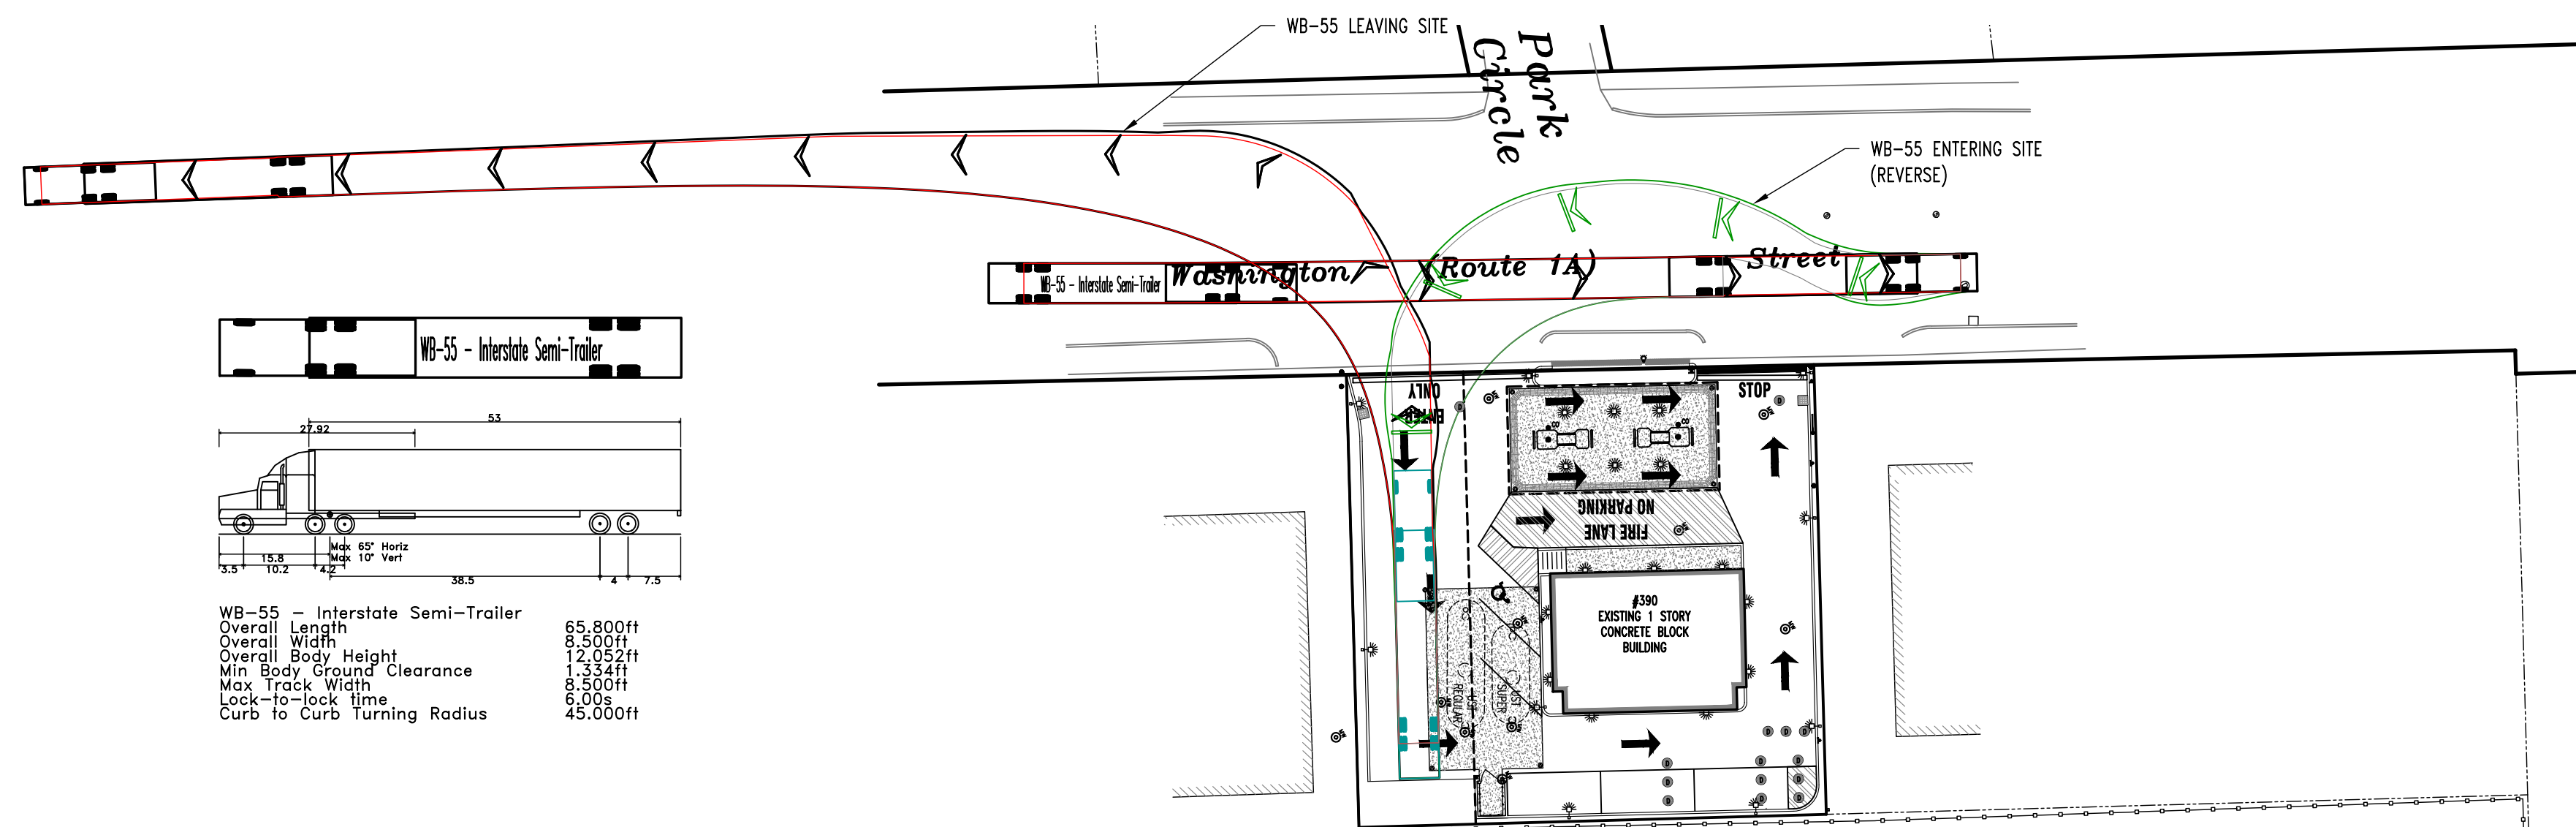 WB-55 LEAVING SITE
Park
Circle
WB-55 ENTERING SITE
(REVERSE)
WB-55 - Interstate Semi-Trailer
Washington
(Route 1A)
Street
WB-55 - Interstate Semi-Trailer
53
27.92
Max 65° Horiz
Max 10° Vert
15.8
3.5
10.2
4.2
38.5
4
7.5
WB-55 - Interstate Semi-Trailer
Overall Length 65.800ft
Overall Width 8.500ft
Overall Body Height 12.052ft
Min Body Ground Clearance 1.334ft
Max Track Width 8.500ft
Lock-to-lock time 6.00s
Curb to Curb Turning Radius 45.000ft
ENTER
ONLY
STOP
8
8
FIRE LANE
NO PARKING
#390
EXISTING 1 STORY
CONCRETE BLOCK
BUILDING
UST
REGULAR
UST
SUPER
D
D
D
D
D
D
D
D
D
D
D
D
D
D